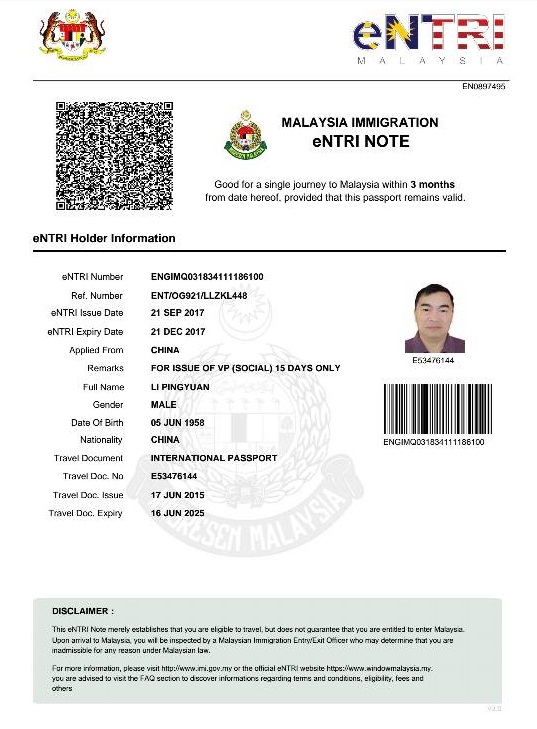 eNTRI
MALAYSIA
EN0897495
MALAYSIA IMMIGRATION
eNTRI NOTE
Good for a single journey to Malaysia within 3 months
from date hereof, provided that this passport remains valid.
eNTRI Holder Information
eNTRI Number ENGIMQ031834111186100
Ref. Number ENT/OG921/LLZKL448
eNTRI Issue Date 21 SEP 2017
eNTRI Expiry Date 21 DEC 2017
Applied From CHINA
Remarks FOR ISSUE OF VP (SOCIAL) 15 DAYS ONLY
Full Name LI PINGYUAN
Gender MALE
Date Of Birth 05 JUN 1958
Nationality CHINA
Travel Document INTERNATIONAL PASSPORT
Travel Doc. No E53476144
Travel Doc. Issue 17 JUN 2015
Travel Doc. Expiry 16 JUN 2025
E53476144
ENGIMQ031834111186100
MALAYSIA
DISCLAIMER :
This eNTRI Note merely establishes that you are eligible to travel, but does not guarantee that you are entitled to enter Malaysia.
Upon arrival to Malaysia, you will be inspected by a Malaysian Immigration Entry/Exit Officer who may determine that you are
inadmissible for any reason under Malaysian law.
For more information, please visit http://www.imi.gov.my or the official eNTRI website https://www.windowmalaysia.my.
you are advised to visit the FAQ section to discover informations regarding terms and conditions, eligibility, fees and
others